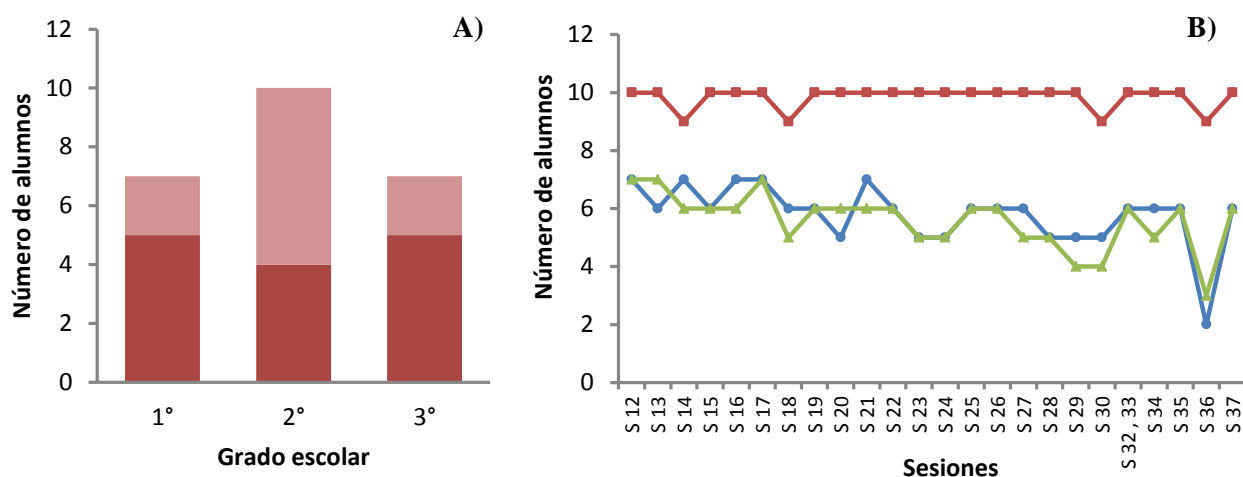 A)
Número de alumnos
12
10
8
6
4
2
0
1° 2° 3°
Grado escolar
B)
Número de alumnos
12
10
8
6
4
2
0
S 12
S 13
S 14
S 15
S 16
S 17
S 18
S 19
S 20
S 21
S 22
S 23
S 24
S 25
S 26
S 27
S 28
S 29
S 30
S 32 , 33
S 34
S 35
S 36
S 37
Sesiones